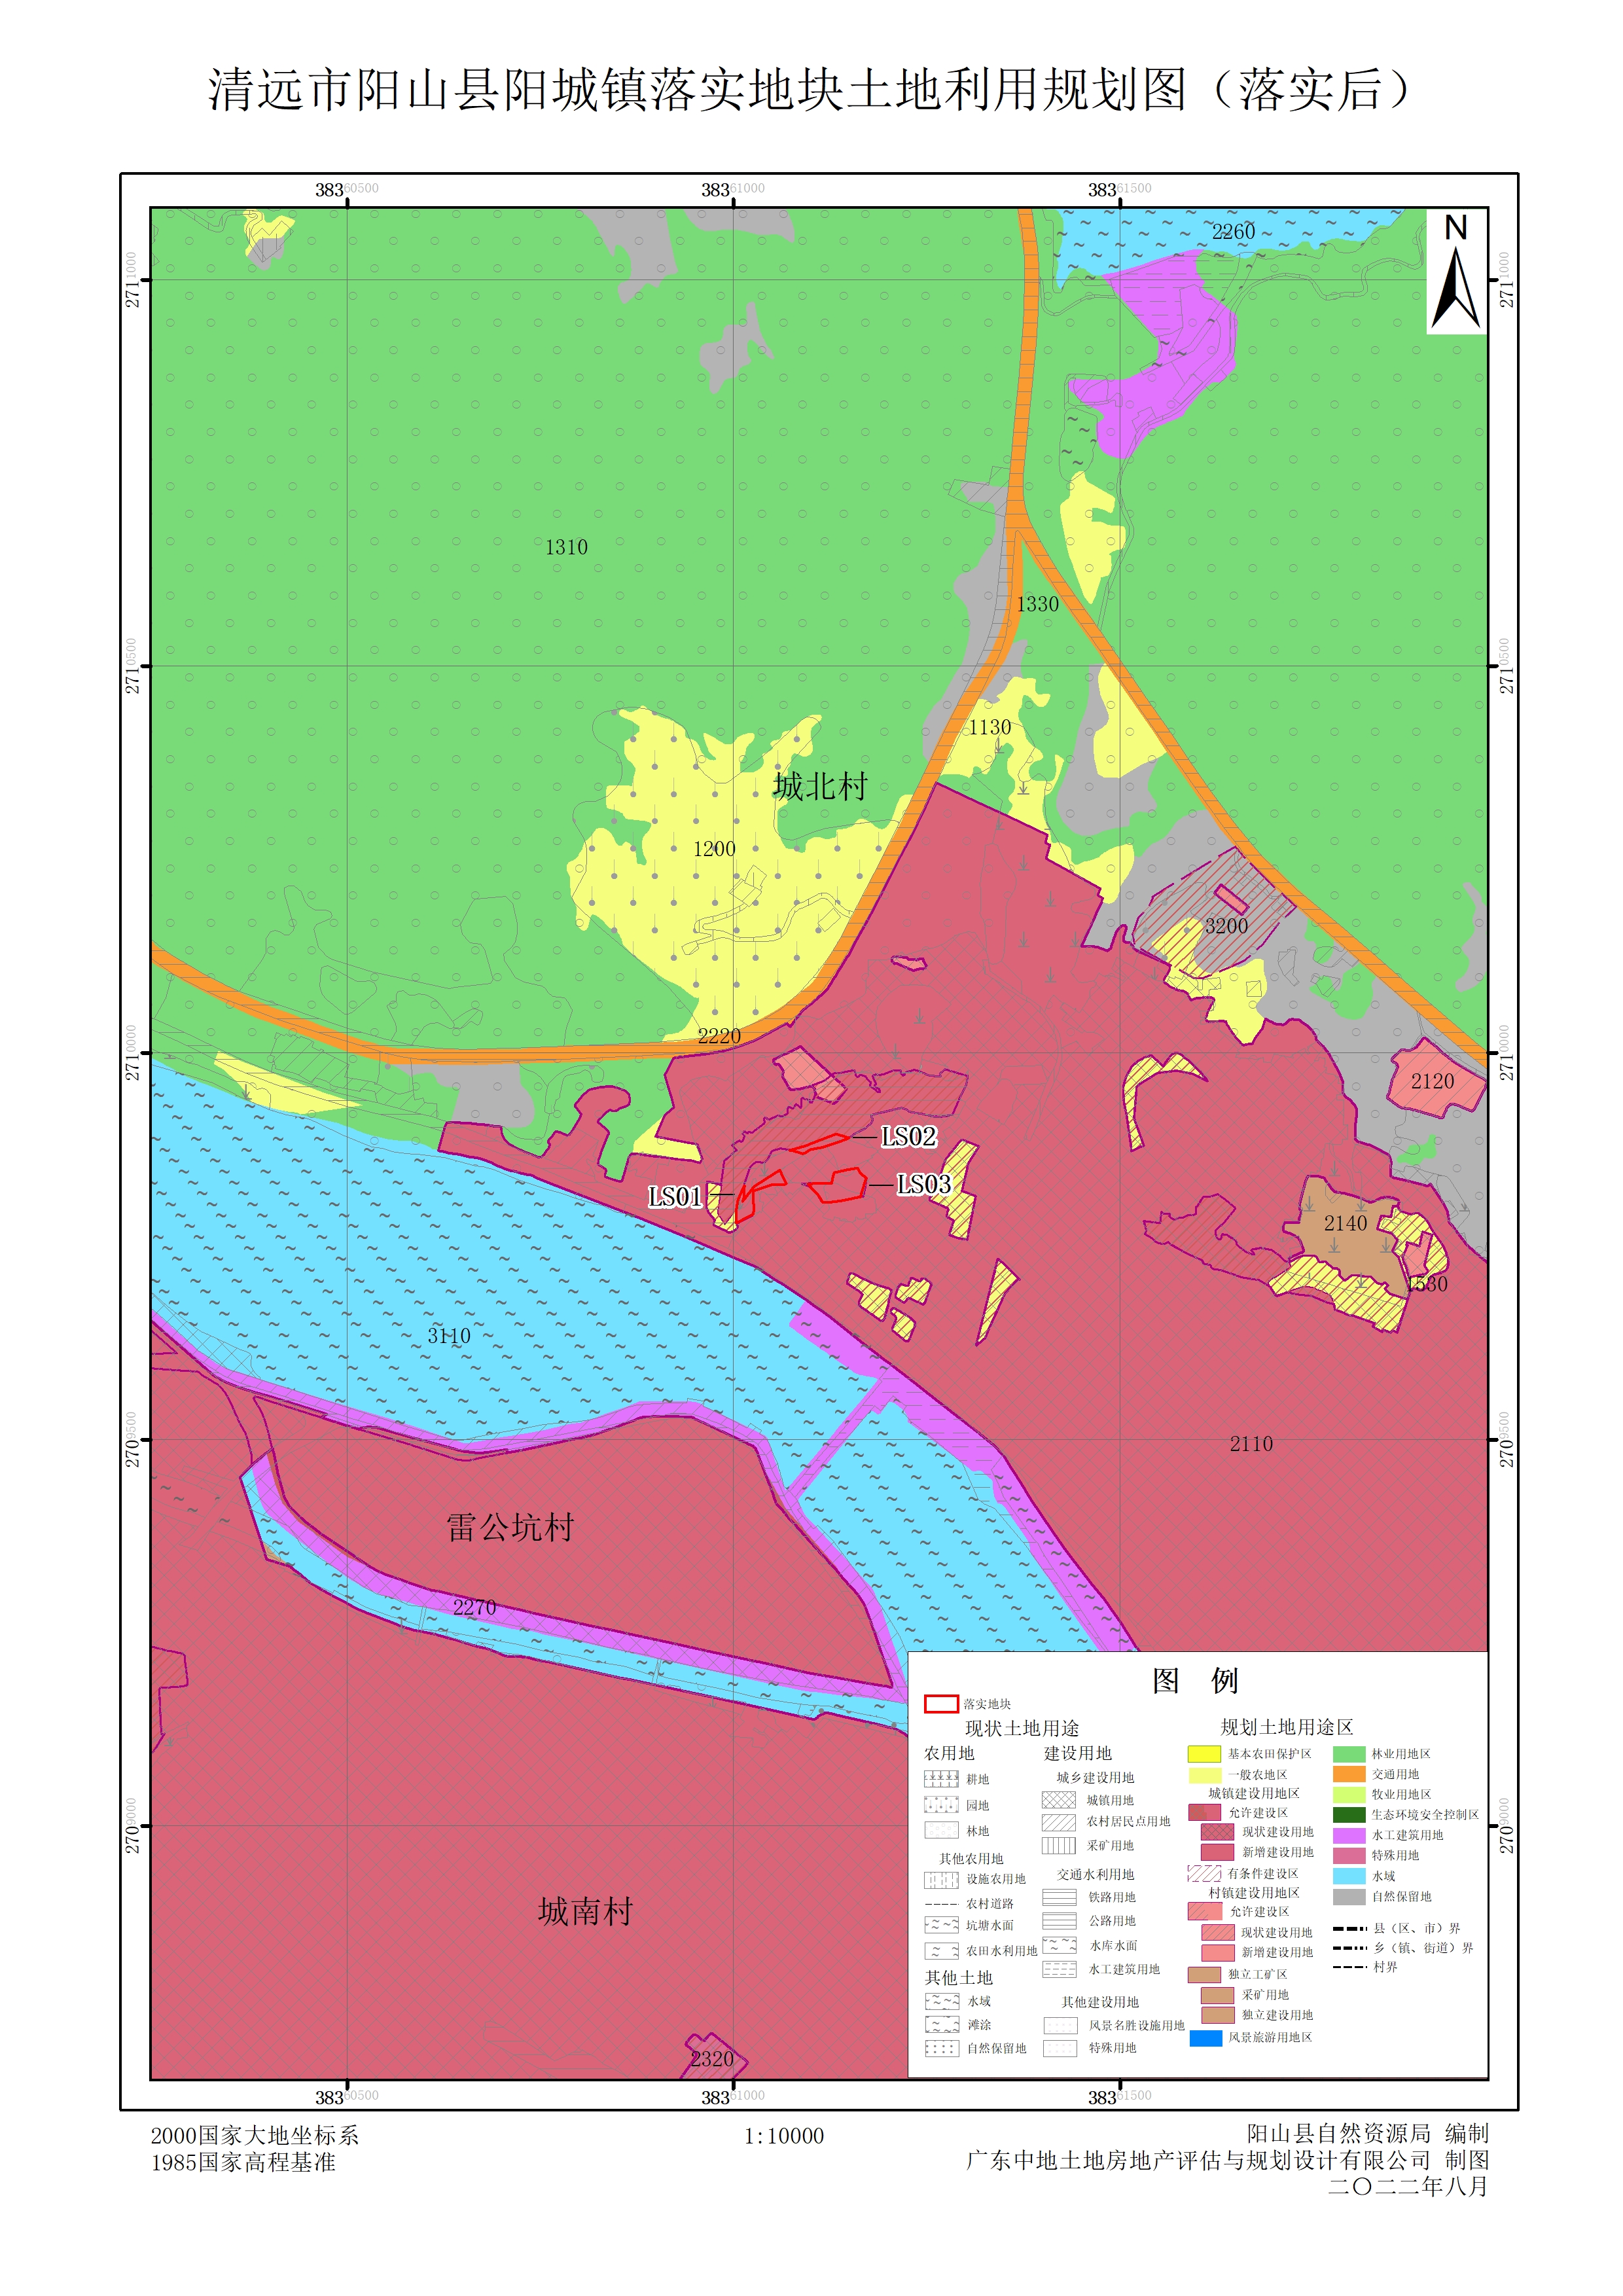 清远市阳山县阳城镇落实地块土地利用规划图（落实后）
38360500 38361000 38361500
2711000 2711000
2260
N
1310
1330
2710500 2710500
1130
城北村
1200
3200
2220
2710000 2710000
2120
LS02
LS03
LS01
2140
1530
3110
2709500 2709500
2110
雷公坑村
2270
2709000 2709000
城南村
2320
图 例
落实地块
现状土地用途
农用地
耕地
园地
林地
其他农用地
设施农用地
农村道路
坑塘水面
农田水利用地
其他土地
水域
滩涂
自然保留地
建设用地
城乡建设用地
城镇用地
农村居民点用地
采矿用地
交通水利用地
铁路用地
公路用地
水库水面
水工建筑用地
其他建设用地
风景名胜设施用地
特殊用地
规划土地用途区
基本农田保护区
一般农地区
城镇建设用地区
允许建设区
现状建设用地
新增建设用地
有条件建设区
村镇建设用地区
允许建设区
现状建设用地
新增建设用地
独立工矿区
采矿用地
独立建设用地
风景旅游用地区
林业用地区
交通用地
牧业用地区
生态环境安全控制区
水工建筑用地
特殊用地
水域
自然保留地
县（区、市）界
乡（镇、街道）界
村界
38360500 38361000 38361500
2000国家大地坐标系
1985国家高程基准
1:10000
阳山县自然资源局 编制
广东中地土地房地产评估与规划设计有限公司 制图
二〇二二年八月